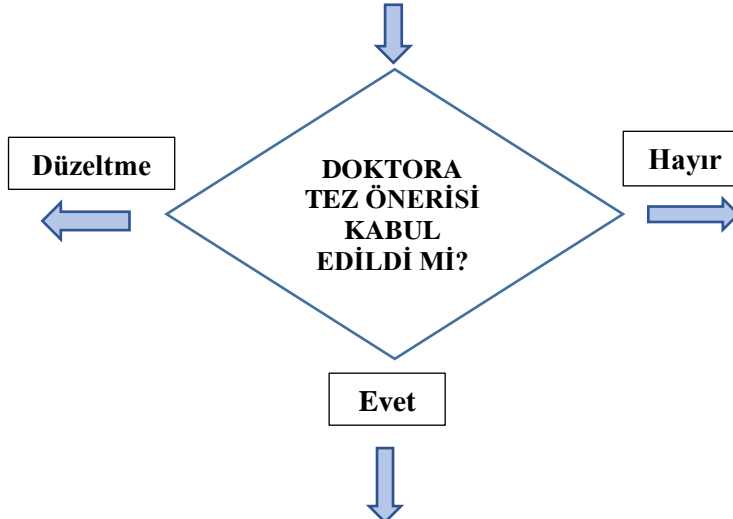 Düzeltme
DOKTORA
TEZ ÖNERİSİ
KABUL
EDİLDİ Mİ?
Hayır
Evet